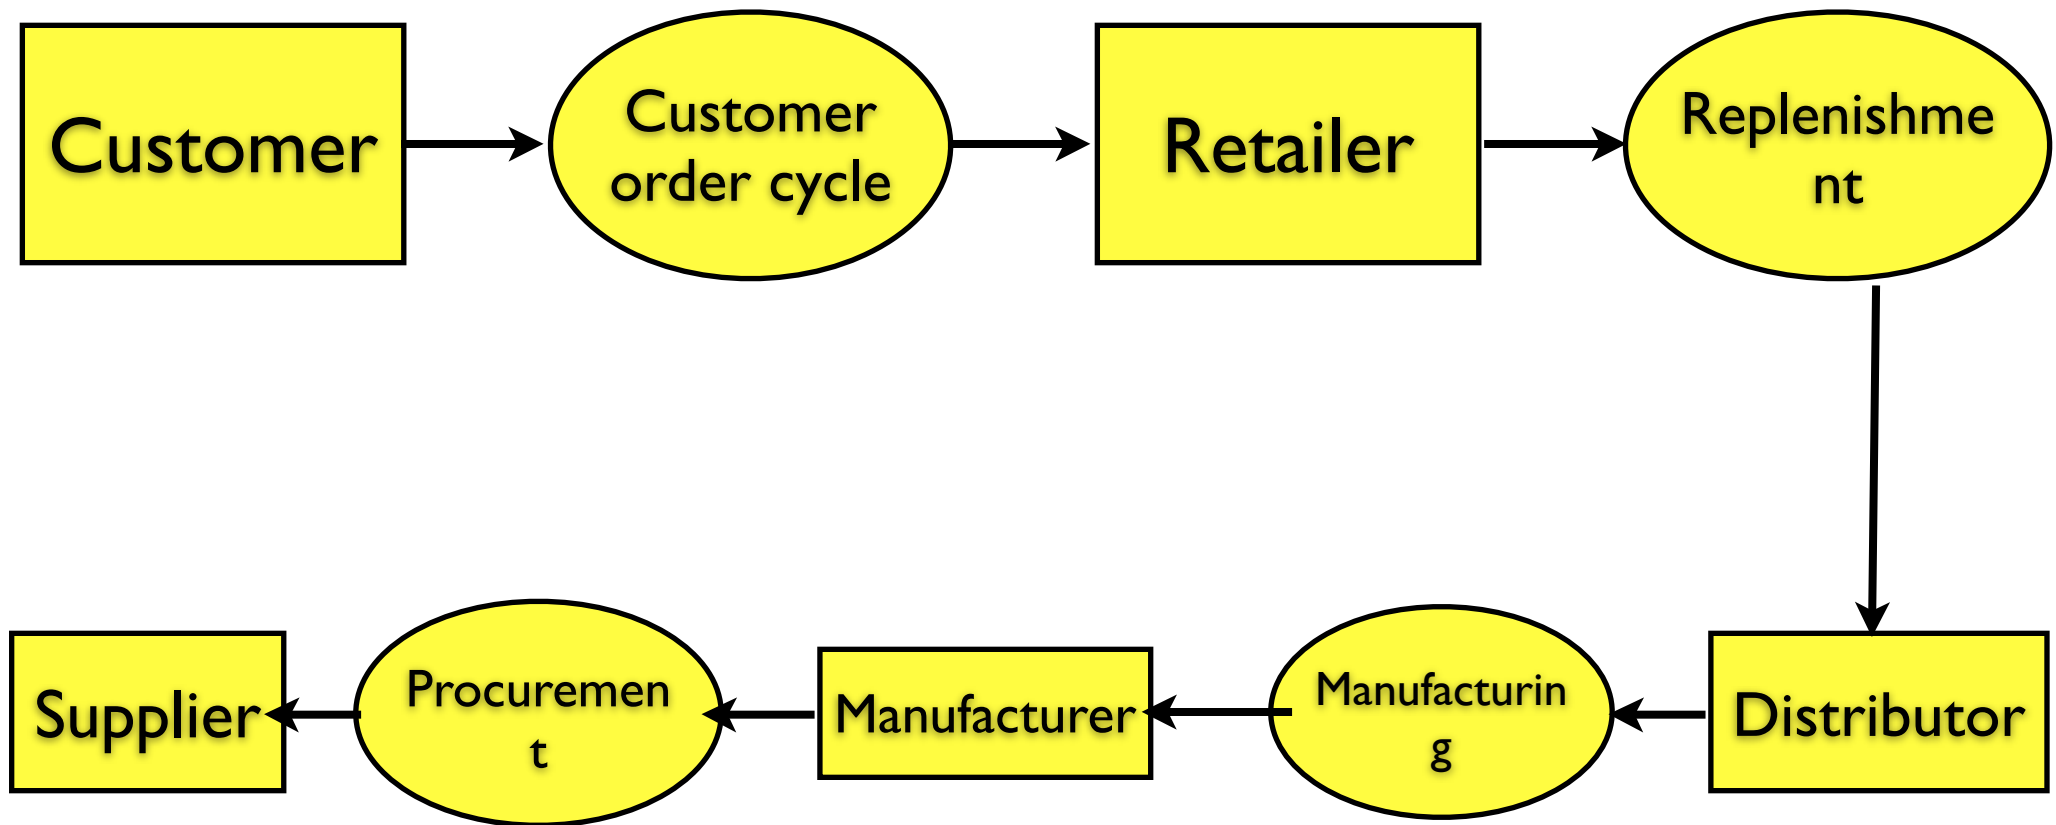 Customer
Customer
order cycle
Retailer
Replenishme
nt
Supplier
Procuremen
t
Manufacturer
Manufacturin
g
Distributor